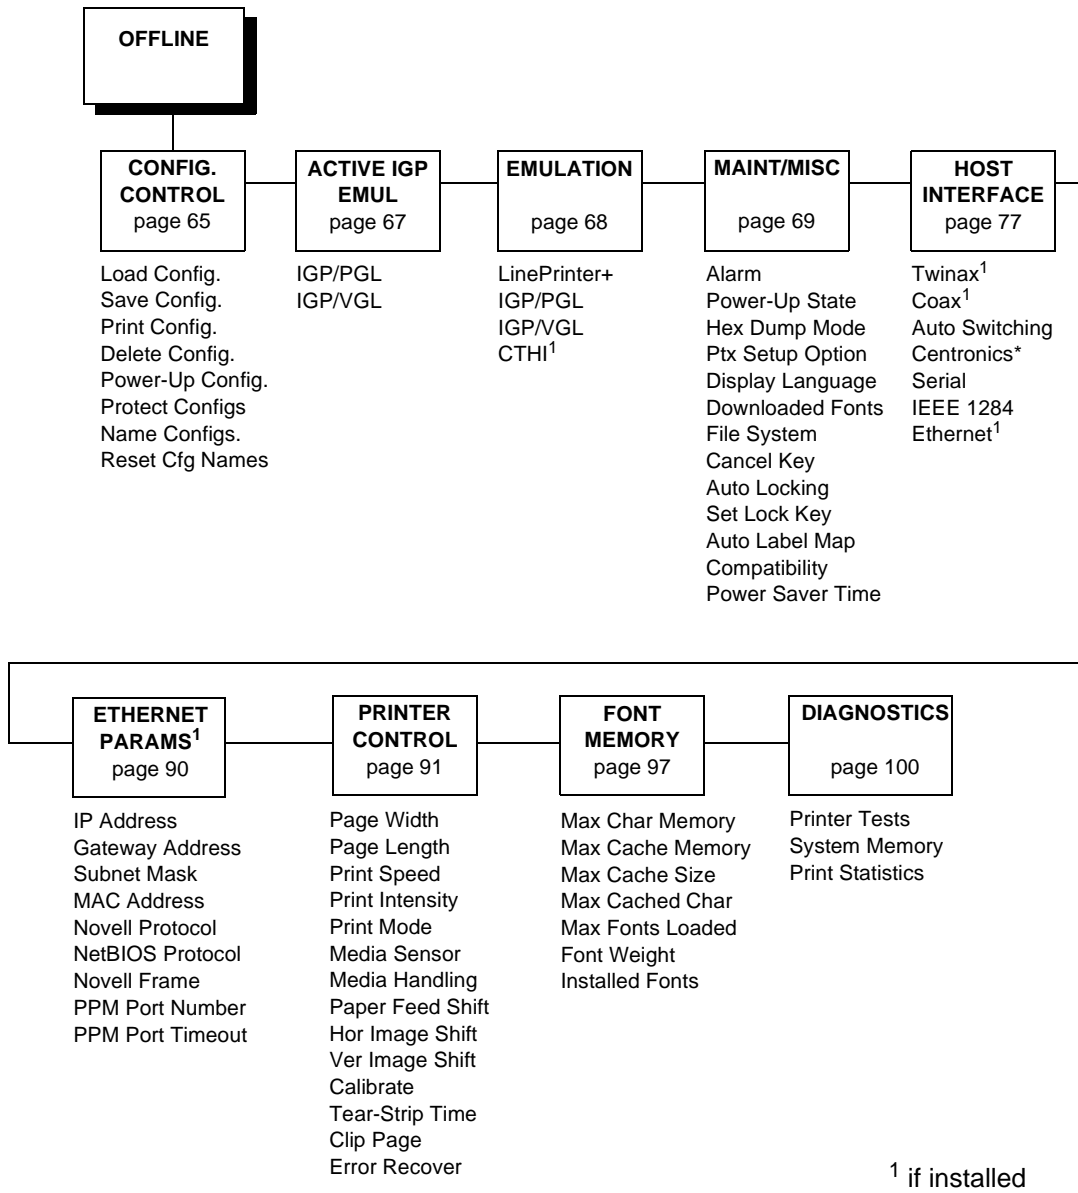 OFFLINE
CONFIG.
CONTROL
page 65
Load Config.
Save Config.
Print Config.
Delete Config.
Power-Up Config.
Protect Configs
Name Configs.
Reset Cfg Names
ACTIVE IGP
EMUL
page 67
IGP/PGL
IGP/VGL
EMULATION
page 68
LinePrinter+
IGP/PGL
IGP/VGL
CTHI1
MAINT/MISC
page 69
Alarm
Power-Up State
Hex Dump Mode
Ptx Setup Option
Display Language
Downloaded Fonts
File System
Cancel Key
Auto Locking
Set Lock Key
Auto Label Map
Compatibility
Power Saver Time
HOST
INTERFACE
page 77
Twinax1
Coax1
Auto Switching
Centronics*
Serial
IEEE 1284
Ethernet1
ETHERNET
PARAMS1
page 90
IP Address
Gateway Address
Subnet Mask
MAC Address
Novell Protocol
NetBIOS Protocol
Novell Frame
PPM Port Number
PPM Port Timeout
PRINTER
CONTROL
page 91
Page Width
Page Length
Print Speed
Print Intensity
Print Mode
Media Sensor
Media Handling
Paper Feed Shift
Hor Image Shift
Ver Image Shift
Calibrate
Tear-Strip Time
Clip Page
Error Recover
FONT
MEMORY
page 97
Max Char Memory
Max Cache Memory
Max Cache Size
Max Cached Char
Max Fonts Loaded
Font Weight
Installed Fonts
DIAGNOSTICS
page 100
Printer Tests
System Memory
Print Statistics
1 if installed